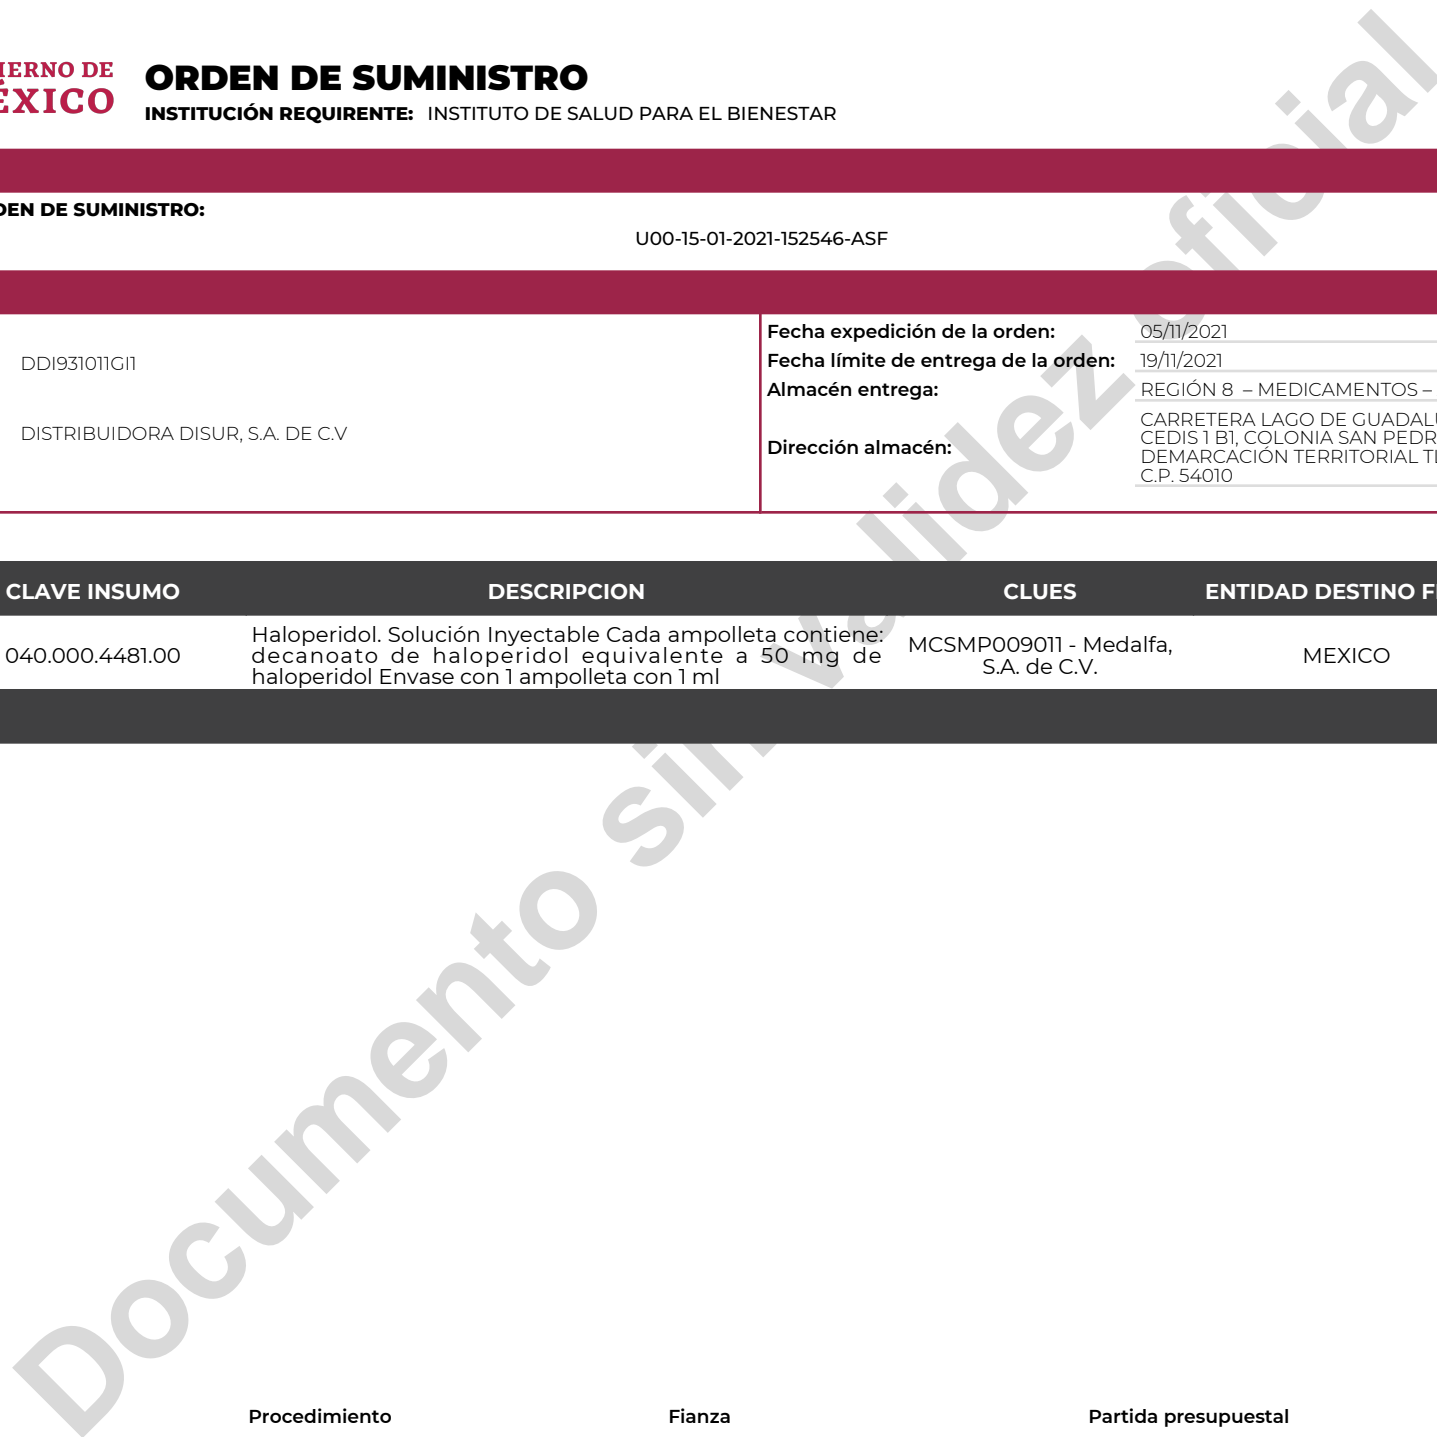 IERNO DE
ÉXICO
ORDEN DE SUMINISTRO
INSTITUCIÓN REQUIRENTE: INSTITUTO DE SALUD PARA EL BIENESTAR
DEN DE SUMINISTRO:
U00-15-01-2021-152546-ASF
DDI931011GI1
DISTRIBUIDORA DISUR, S.A. DE C.V
Fecha expedición de la orden: 05/11/2021
Fecha límite de entrega de la orden: 19/11/2021
Almacén entrega: REGIÓN 8 – MEDICAMENTOS –
Dirección almacén:
CARRETERA LAGO DE GUADALU
CEDIS 1 B1, COLONIA SAN PEDR
DEMARCACIÓN TERRITORIAL TL
C.P. 54010
CLAVE INSUMO DESCRIPCION CLUES ENTIDAD DESTINO FI
040.000.4481.00
Haloperidol. Solución Inyectable Cada ampolleta contiene:
decanoato de haloperidol equivalente a 50 mg de
haloperidol Envase con 1 ampolleta con 1 ml
MCSMP009011 - Medalfa,
S.A. de C.V.
MEXICO
Documento sin validez oficial
Procedimiento Fianza Partida presupuestal